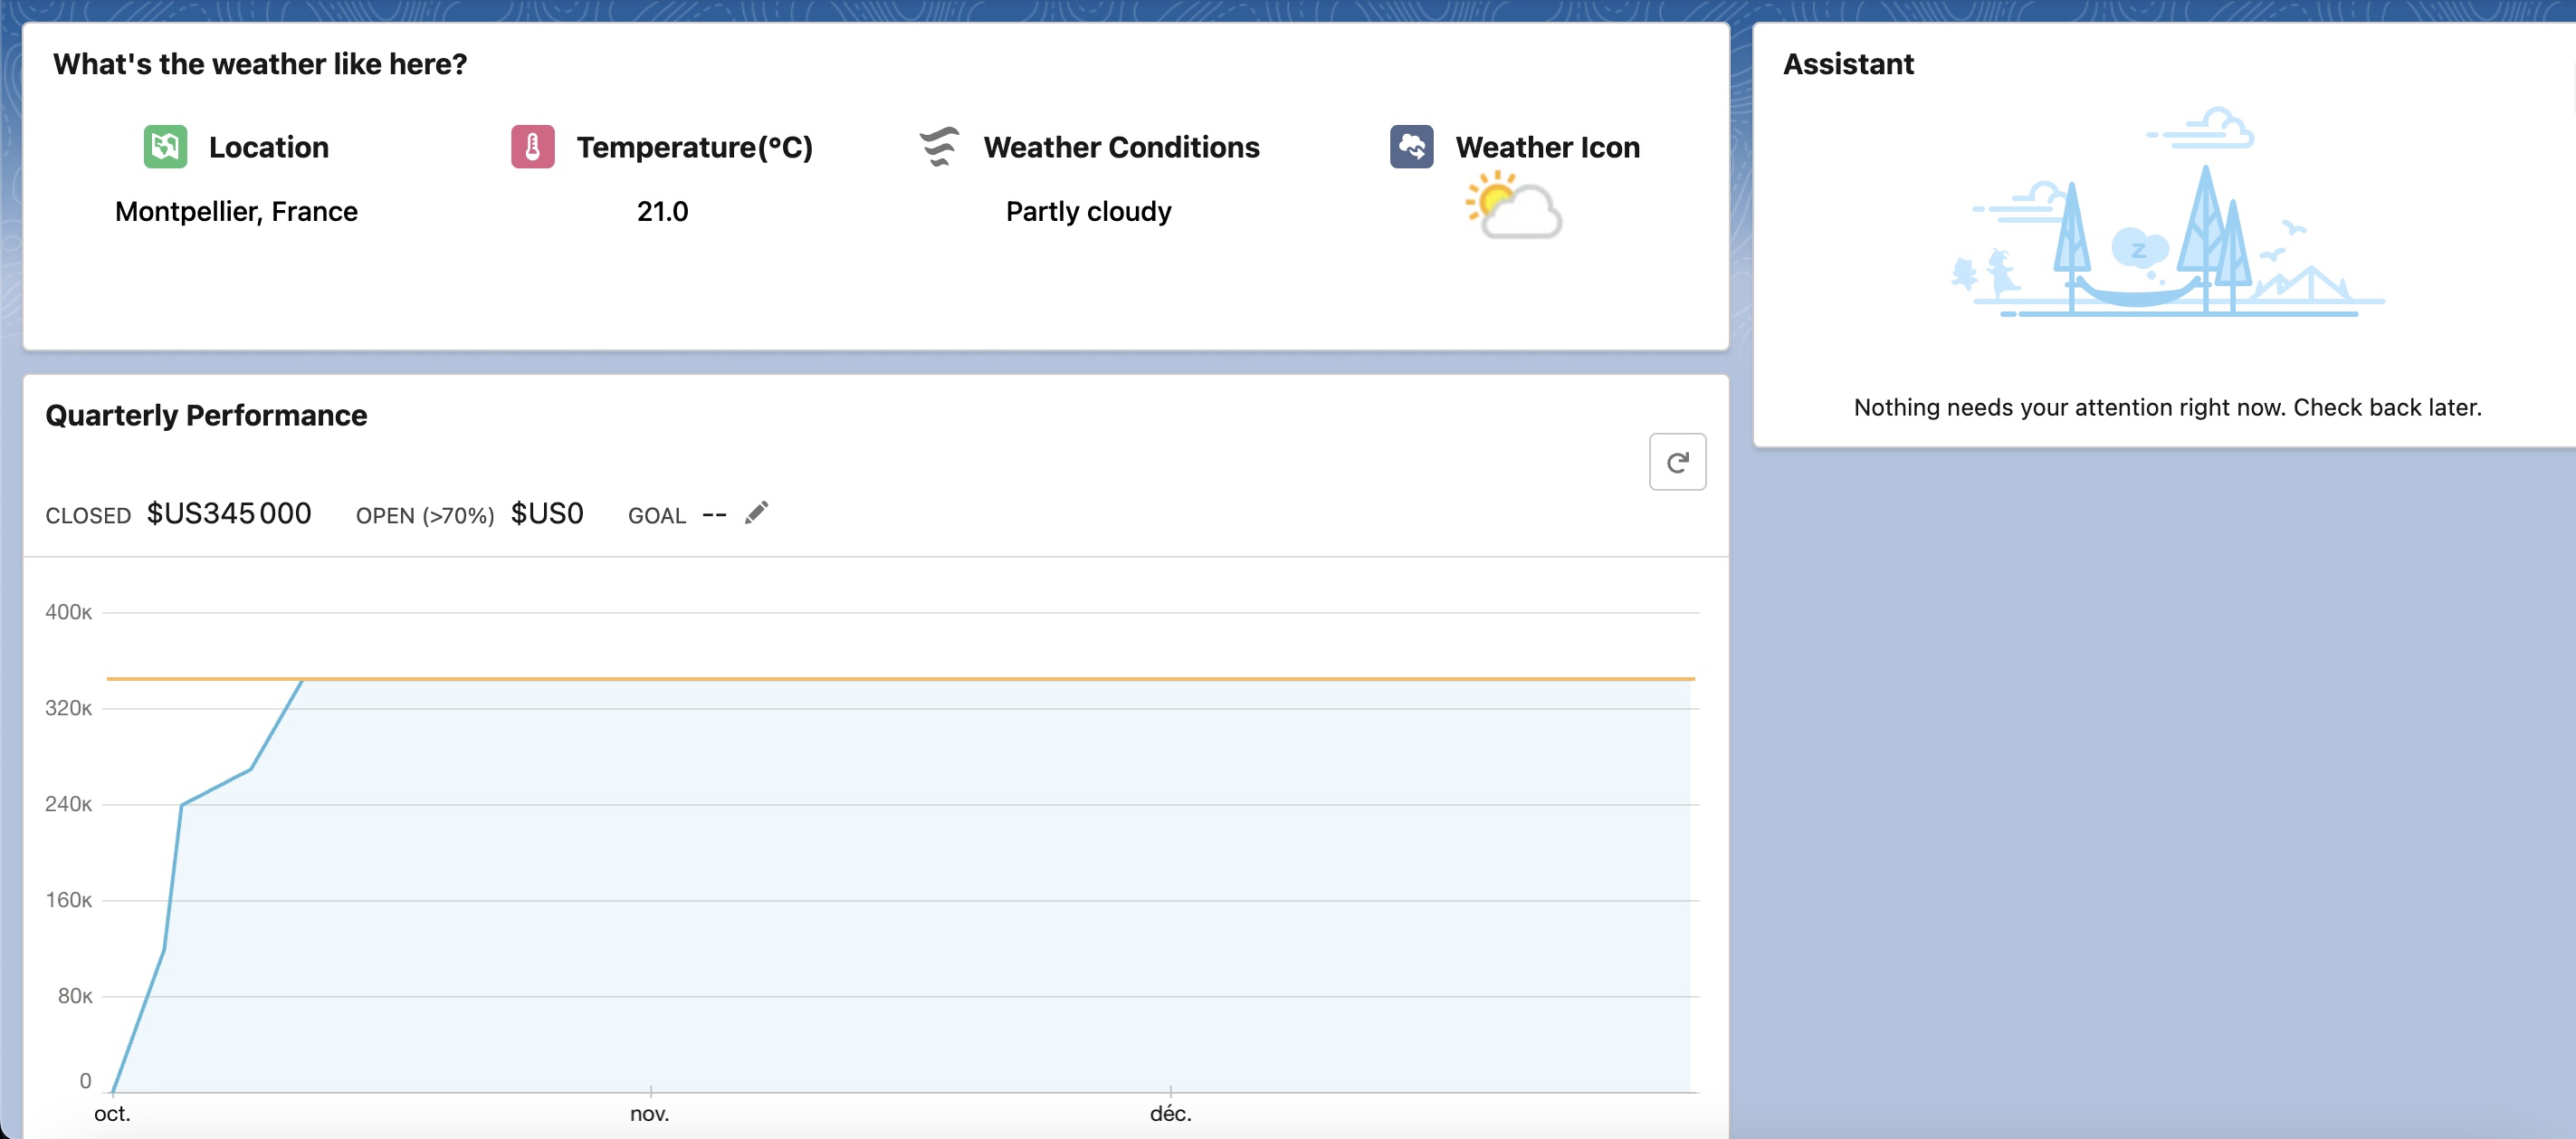 What's the weather like here?
Location
Montpellier, France
Temperature(°C)
21.0
Weather Conditions
Partly cloudy
Weather Icon
Assistant
z
Nothing needs your attention right now. Check back later.
Quarterly Performance
CLOSED $US345 000 OPEN (>70%) $US0 GOAL --
400K
320K
240K
160K
80K
0
oct. nov. déc.